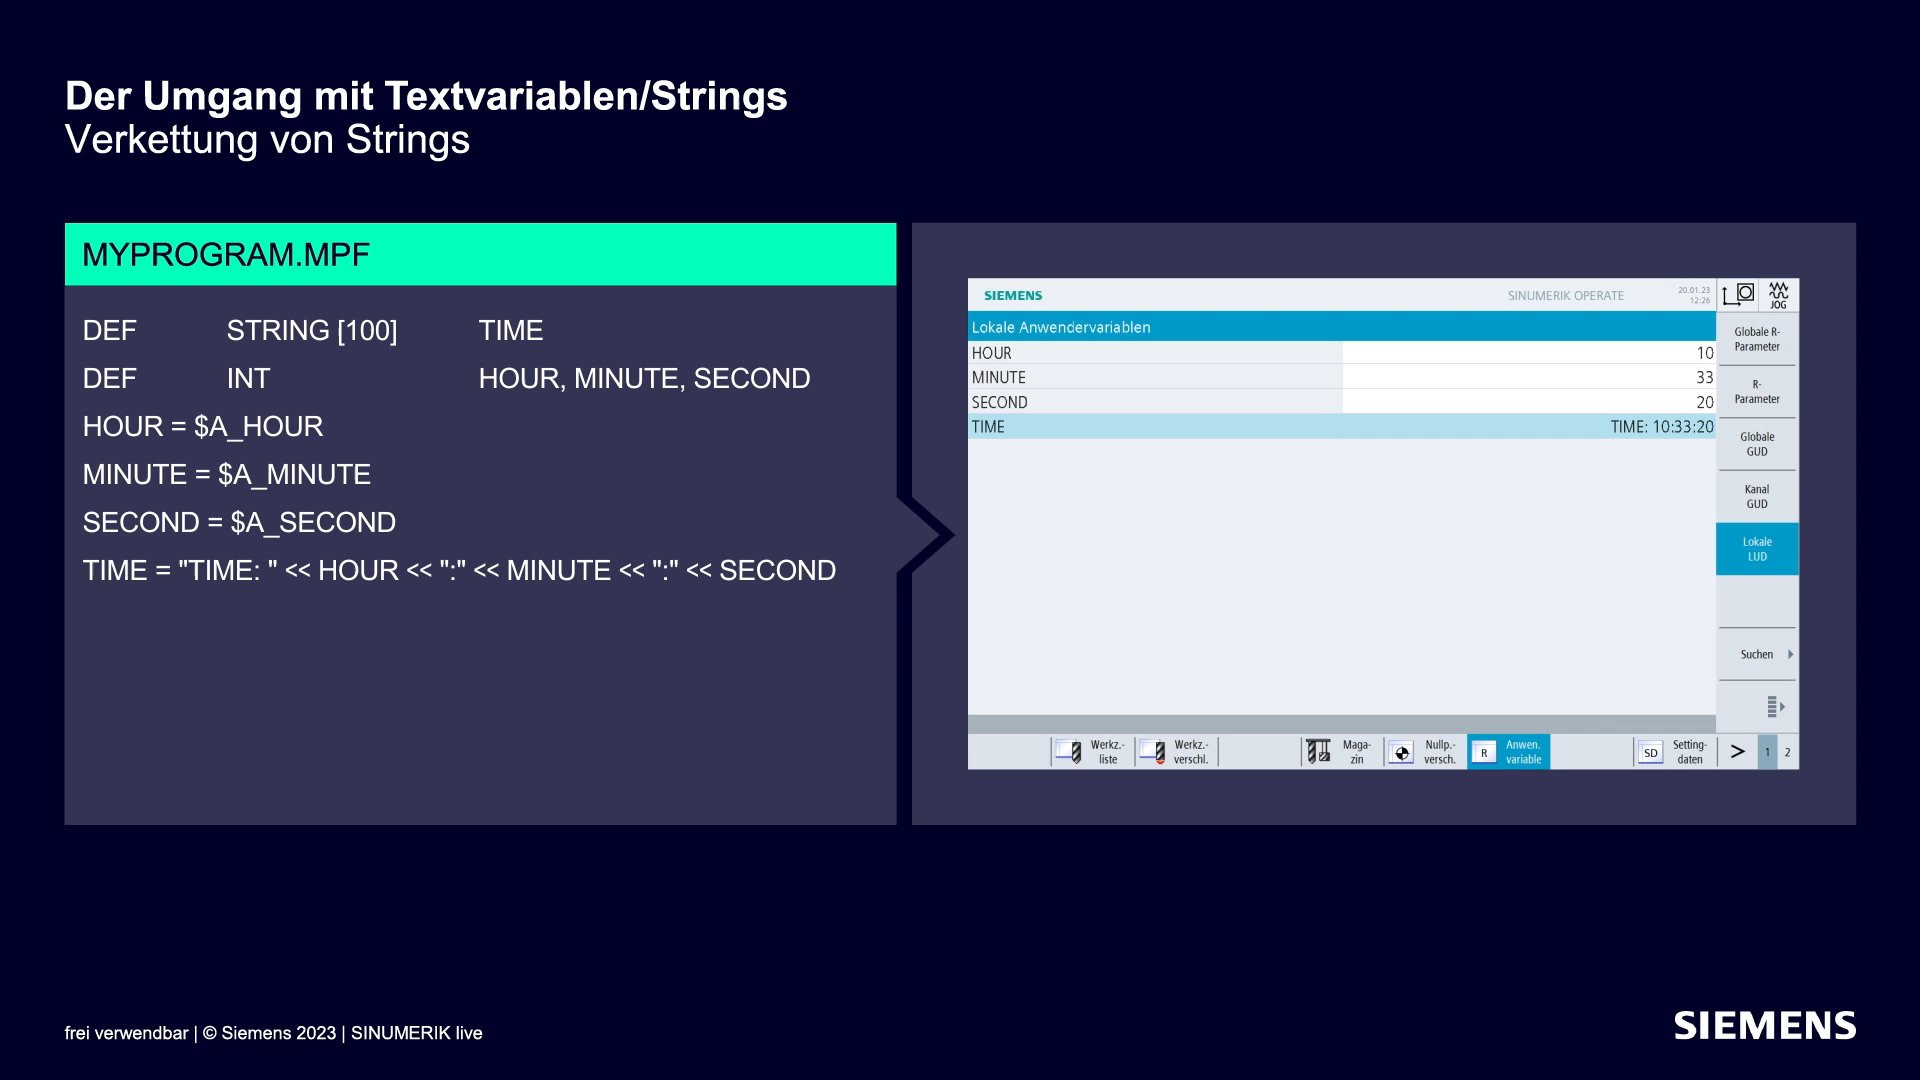 Der Umgang mit Textvariablen/Strings
Verkettung von Strings
MYPROGRAM.MPF
DEF STRING [100] TIME
DEF INT HOUR, MINUTE, SECOND
HOUR = $A_HOUR
MINUTE = $A_MINUTE
SECOND = $A_SECOND
TIME = "TIME: " << HOUR << ":" << MINUTE << ":" << SECOND
SIEMENS
SINUMERIK OPERATE
20.01.23
12:26
JOG
Lokale Anwendervariablen
HOUR 10
MINUTE 33
SECOND 20
TIME TIME: 10:33:20
Globale R-
Parameter
R-
Parameter
Globale
GUD
Kanal
GUD
Lokale
LUD
Suchen
Werkz.-
liste
Werkz.-
verschl.
Maga-
zin
Nullp.-
versch.
R
Anwen.
variable
SD
Setting-
daten
>
1
2
frei verwendbar | © Siemens 2023 | SINUMERIK live
SIEMENS